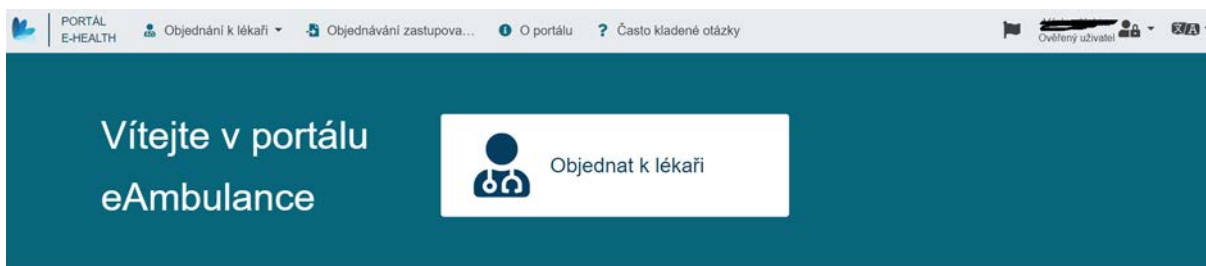 PORTÁL
E-HEALTH
Objednání k lékaři
Objednávání zastupova...
O portálu
? Často kladené otázky
Ověřený uživatel
Vítejte v portálu
eAmbulance
Objednat k lékaři